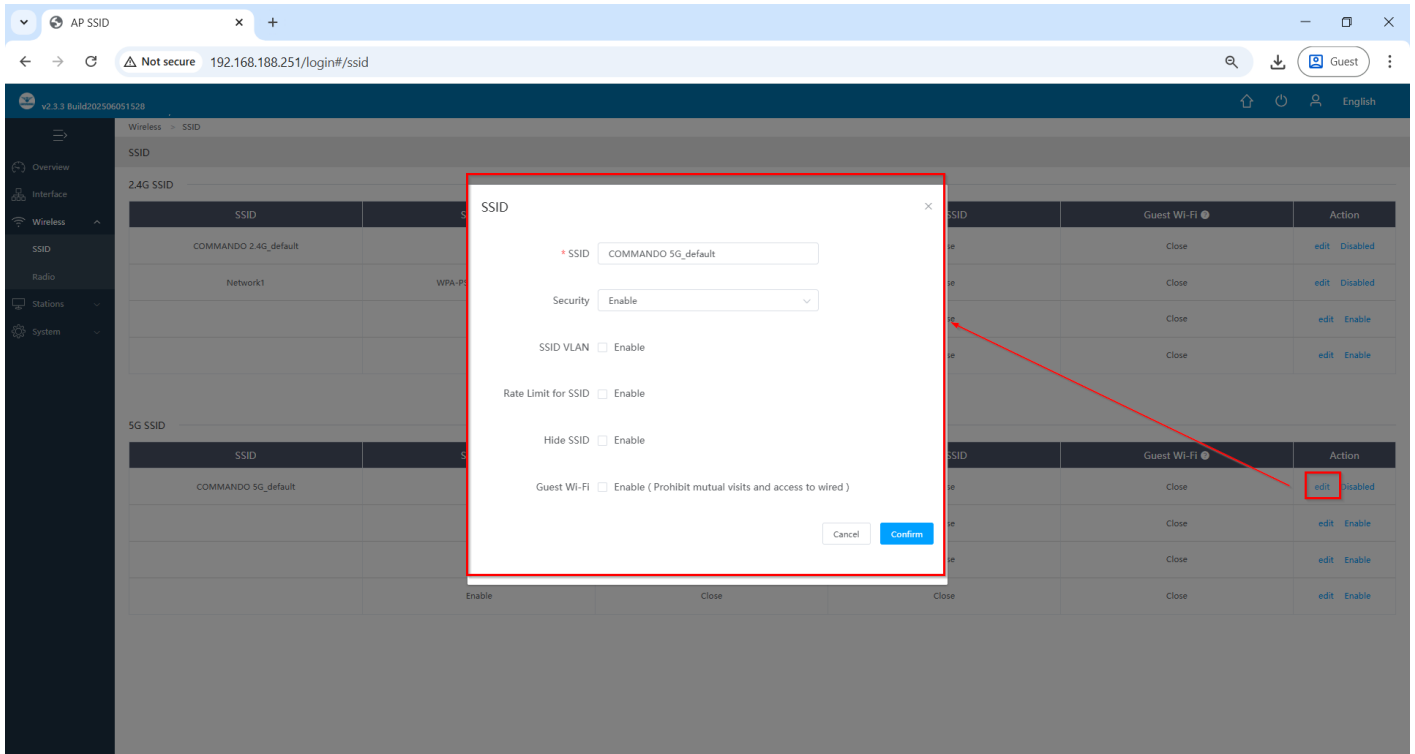 AP SSID
Not secure 192.168.188.251/login#/ssid Guest
v2.3.3 Build202506051528 English
Wireless > SSID
SSID
Overview
Interface
Wireless
SSID
Radio
Stations
System
2.4G SSID
SSID SSID Guest Wi-Fi Action
COMMANDO 2.4G_default Close edit Disabled
Network1 WPA-PS Close edit Disabled
Close edit Enable
Close edit Enable
5G SSID
SSID SSID Guest Wi-Fi Action
COMMANDO 5G_default Close edit Disabled
Close edit Enable
Close edit Enable
Enable Close Close Close edit Enable
SSID
* SSID COMMANDO 5G_default
Security Enable
SSID VLAN Enable
Rate Limit for SSID Enable
Hide SSID Enable
Guest Wi-Fi Enable ( Prohibit mutual visits and access to wired )
Cancel Confirm